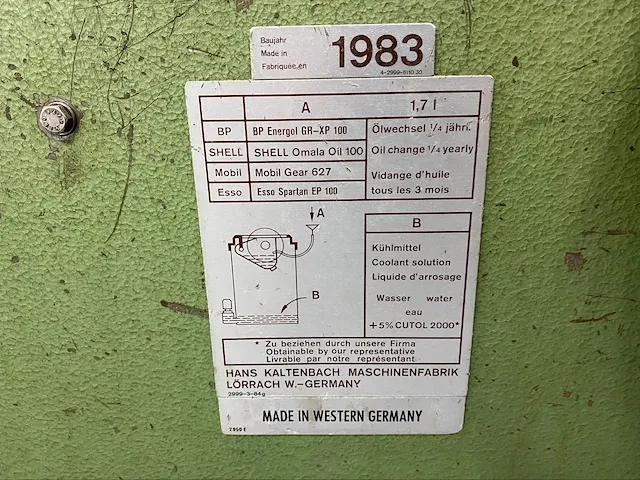 Baujahr
Made in
Fabriquée en
1983
4-2999-8110.30
A 1,7 l
BP BP Energol GR-XP 100
SHELL SHELL Omala Oil 100
Mobil Mobil Gear 627
Esso Esso Spartan EP 100
Ölwechsel 1/4 jährl.
Oil change 1/4 yearly
Vidange d'huile
tous les 3 mois
A
B
B
Kühlmittel
Coolant solution
Liquide d'arrosage
Wasser water
eau
+5% CUTOL 2000*
* Zu beziehen durch unsere Firma
Obtainable by our representative
Livrable par notre représentant
HANS KALTENBACH MASCHINENFABRIK
LÖRRACH W.-GERMANY
2999-3-84g
MADE IN WESTERN GERMANY